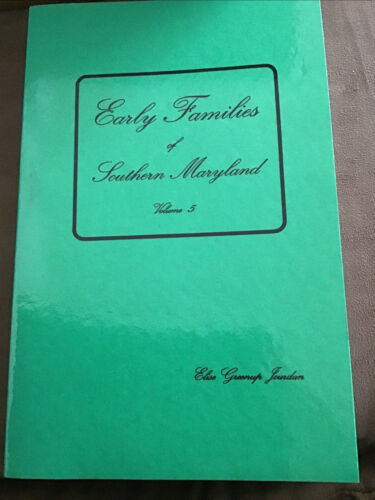 Early Families
of
Southern Maryland
Volume 5
Elise Greenup Jourdan